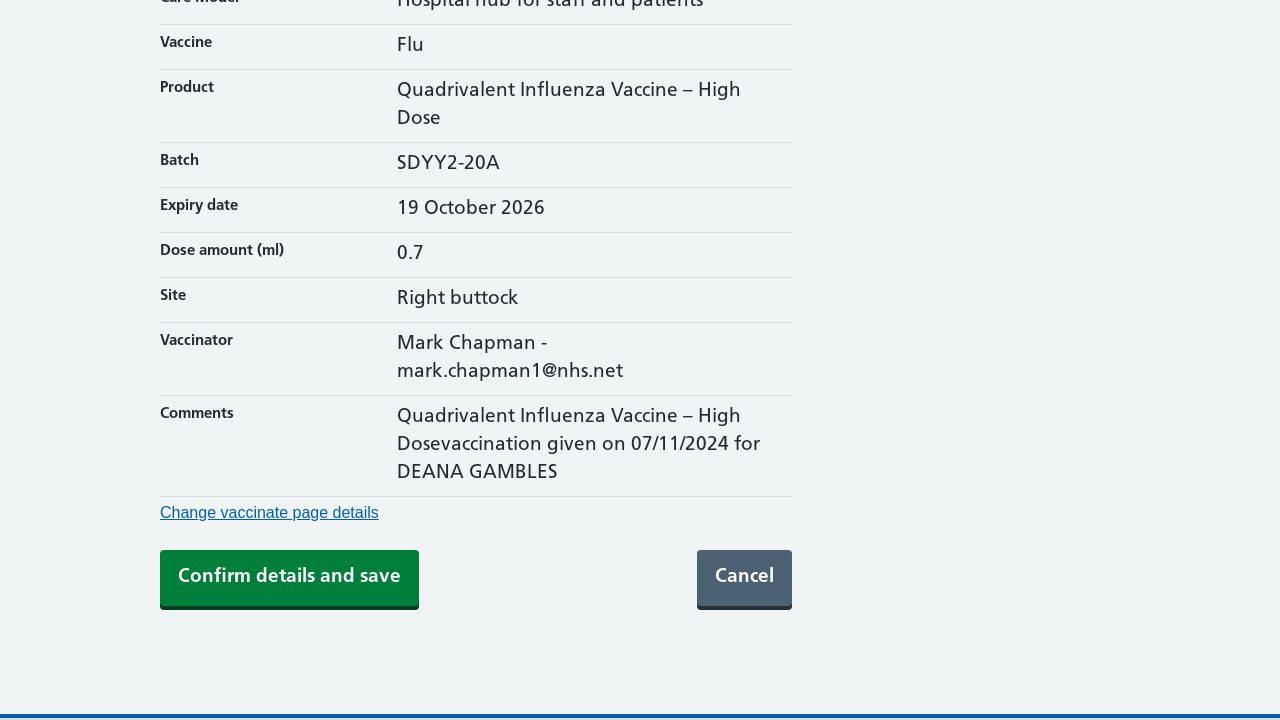 Care Model Hospital hub for staff and patients
Vaccine Flu
Product Quadrivalent Influenza Vaccine – High
Dose
Batch SDYY2-20A
Expiry date 19 October 2026
Dose amount (ml) 0.7
Site Right buttock
Vaccinator Mark Chapman -
mark.chapman1@nhs.net
Comments Quadrivalent Influenza Vaccine – High
Dosevaccination given on 07/11/2024 for
DEANA GAMBLES
Change vaccinate page details
Confirm details and save Cancel